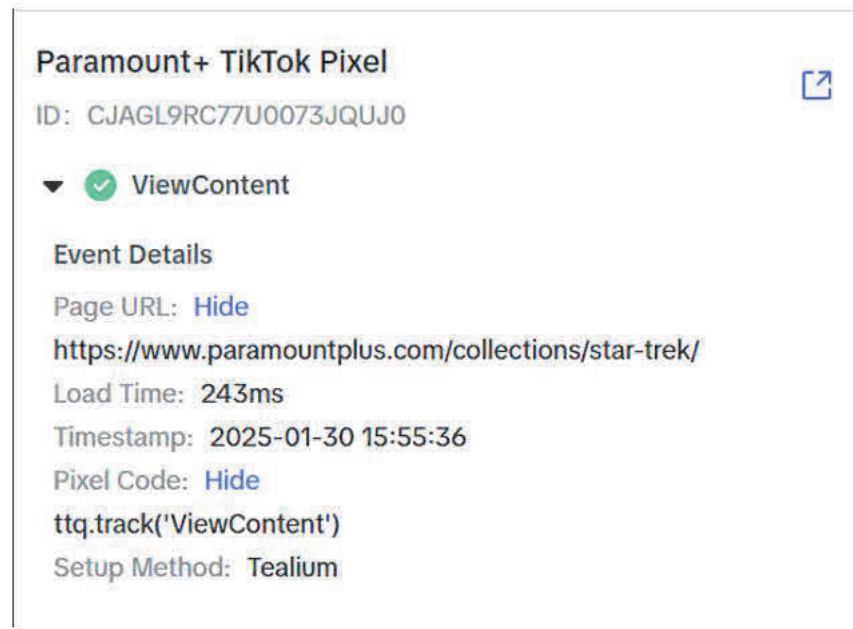 Paramount+ TikTok Pixel
ID: CJAGL9RC77U0073JQUJ0
ViewContent
Event Details
Page URL: Hide
https://www.paramountplus.com/collections/star-trek/
Load Time: 243ms
Timestamp: 2025-01-30 15:55:36
Pixel Code: Hide
ttq.track('ViewContent')
Setup Method: Tealium